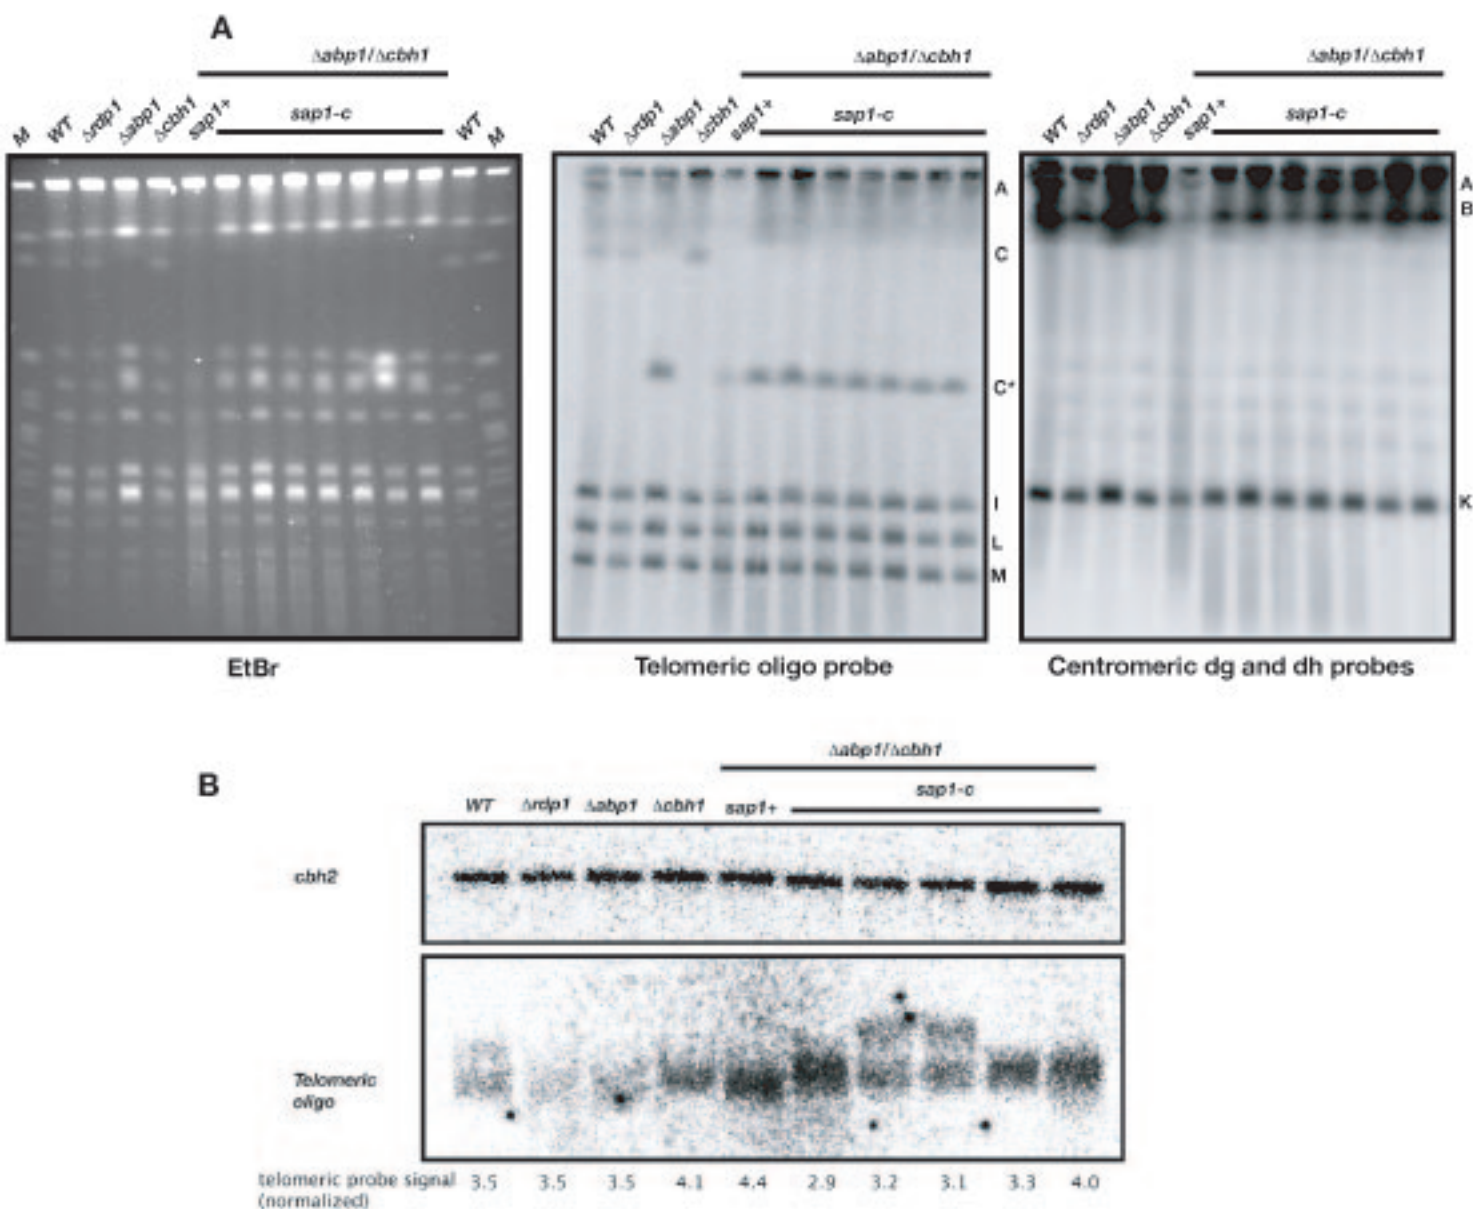 A
Δabp1/Δcbh1
Δabp1/Δcbh1
Δabp1/Δcbh1
M WT Δrdp1 Δabp1 Δcbh1 sap1+ sap1-c WT M
WT Δrdp1 Δabp1 Δcbh1 sap1+ sap1-c
WT Δrdp1 Δabp1 Δcbh1 sap1+ sap1-c
A
C
C*
I
L
M
A
B
K
EtBr
Telomeric oligo probe
Centromeric dg and dh probes
B
Δabp1/Δcbh1
sap1-c
WT Δrdp1 Δabp1 Δcbh1 sap1+
cbh2
Telomeric
oligo
telomeric probe signal 3.5 3.5 3.5 4.1 4.4 2.9 3.2 3.1 3.3 4.0
(normalized)